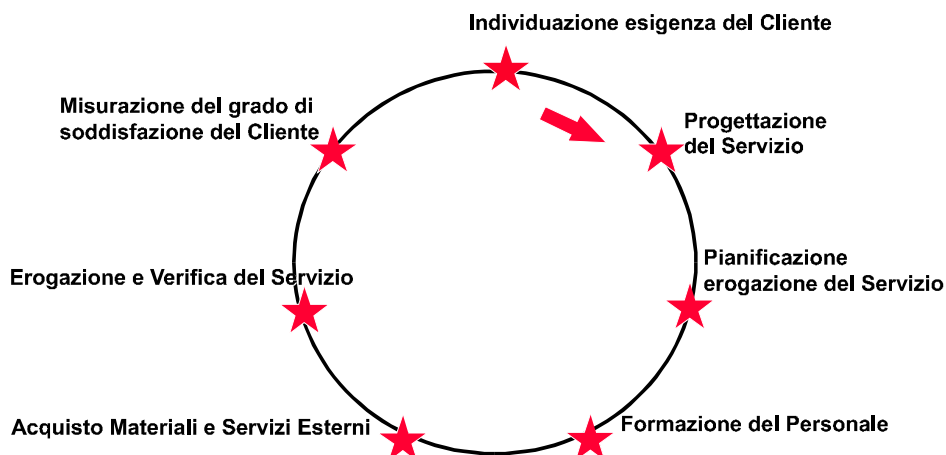 Individuazione esigenza del Cliente
Misurazione del grado di
soddisfazione del Cliente
Progettazione
del Servizio
Pianificazione
erogazione del Servizio
Erogazione e Verifica del Servizio
Formazione del Personale
Acquisto Materiali e Servizi Esterni